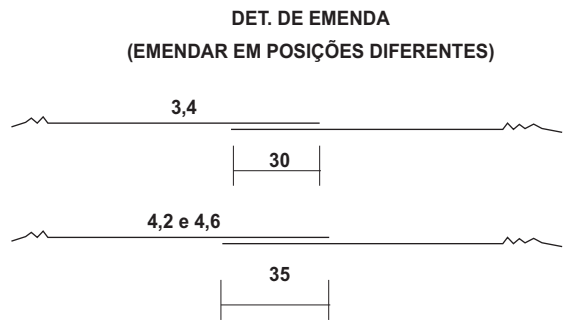 DET. DE EMENDA
(EMENDAR EM POSIÇÕES DIFERENTES)
3,4
30
4,2 e 4,6
35